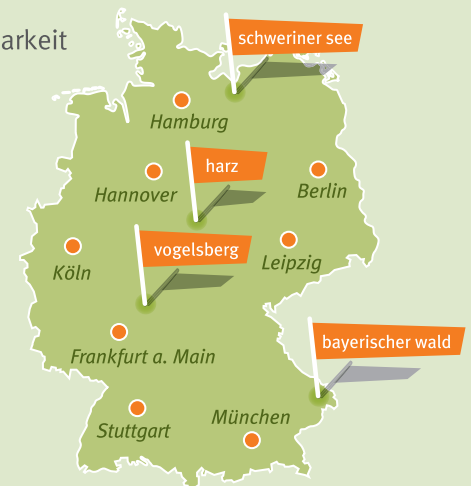 arkeit
schweriner see
Hamburg
harz
Hannover
Berlin
vogelsberg
Leipzig
Köln
bayerischer wald
Frankfurt a. Main
München
Stuttgart